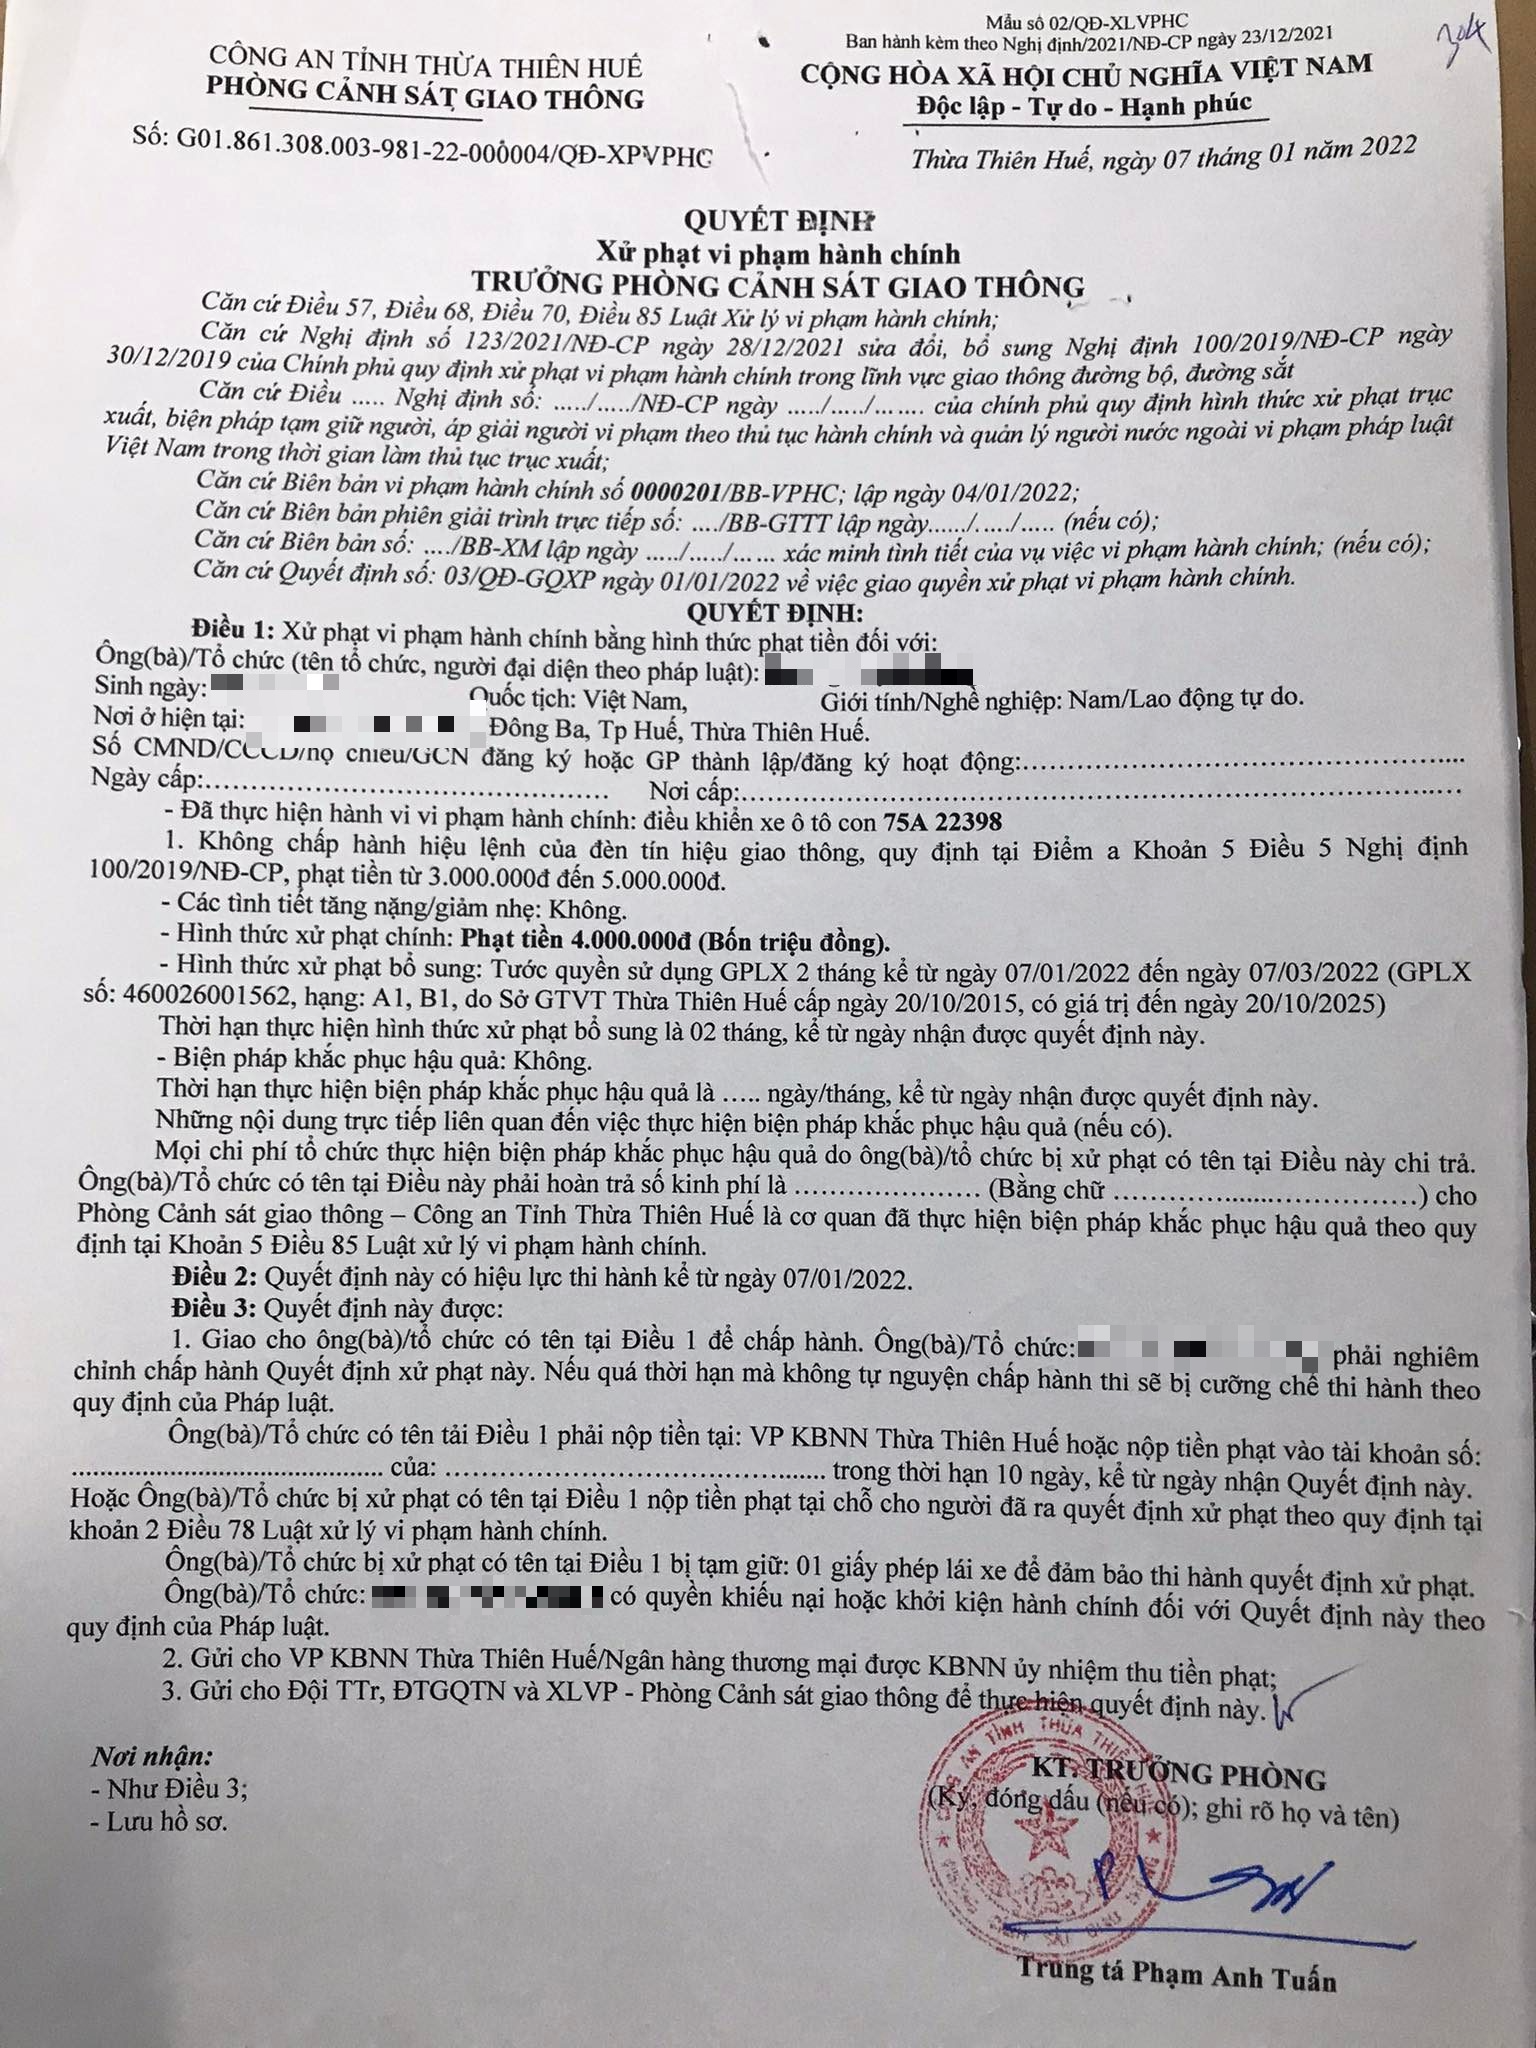 Mẫu số 02/QĐ-XLVPHC
Ban hành kèm theo Nghị định/2021/NĐ-CP ngày 23/12/2021
CÔNG AN TỈNH THỪA THIÊN HUẾ
PHÒNG CẢNH SÁT GIAO THÔNG
Số: G01.861.308.003-981-22-000004/QĐ-XPVPHC
CỘNG HÒA XÃ HỘI CHỦ NGHĨA VIỆT NAM
Độc lập - Tự do - Hạnh phúc
Thừa Thiên Huế, ngày 07 tháng 01 năm 2022
QUYẾT ĐỊNH
Xử phạt vi phạm hành chính
TRƯỞNG PHÒNG CẢNH SÁT GIAO THÔNG
Căn cứ Điều 57, Điều 68, Điều 70, Điều 85 Luật Xử lý vi phạm hành chính;
Căn cứ Nghị định số 123/2021/NĐ-CP ngày 28/12/2021 sửa đổi, bổ sung Nghị định 100/2019/NĐ-CP ngày
30/12/2019 của Chính phủ quy định xử phạt vi phạm hành chính trong lĩnh vực giao thông đường bộ, đường sắt
Căn cứ Điều ..... Nghị định số: ...../...../NĐ-CP ngày ...../...../........ của chính phủ quy định hình thức xử phạt trục
xuất, biện pháp tạm giữ người, áp giải người vi phạm theo thủ tục hành chính và quản lý người nước ngoài vi phạm pháp luật
Việt Nam trong thời gian làm thủ tục trục xuất;
Căn cứ Biên bản vi phạm hành chính số 0000201/BB-VPHC; lập ngày 04/01/2022;
Căn cứ Biên bản phiên giải trình trực tiếp số: ..../BB-GTTT lập ngày....../...../..... (nếu có);
Căn cứ Biên bản số: ..../BB-XM lập ngày ...../...../...... xác minh tình tiết của vụ việc vi phạm hành chính; (nếu có);
Căn cứ Quyết định số: 03/QĐ-GQXP ngày 01/01/2022 về việc giao quyền xử phạt vi phạm hành chính.
QUYẾT ĐỊNH:
Điều 1: Xử phạt vi phạm hành chính bằng hình thức phạt tiền đối với:
Ông(bà)/Tổ chức (tên tổ chức, người đại diện theo pháp luật):
Sinh ngày: Quốc tịch: Việt Nam, Giới tính/Nghề nghiệp: Nam/Lao động tự do.
Nơi ở hiện tại: Đông Ba, Tp Huế, Thừa Thiên Huế.
Số CMND/CCCD/hộ chiếu/GCN đăng ký hoặc GP thành lập/đăng ký hoạt động:..............................
Ngày cấp:.............................. Nơi cấp:..............................
- Đã thực hiện hành vi vi phạm hành chính: điều khiển xe ô tô con 75A 22398
1. Không chấp hành hiệu lệnh của đèn tín hiệu giao thông, quy định tại Điểm a Khoản 5 Điều 5 Nghị định
100/2019/NĐ-CP, phạt tiền từ 3.000.000đ đến 5.000.000đ.
- Các tình tiết tăng nặng/giảm nhẹ: Không.
- Hình thức xử phạt chính: Phạt tiền 4.000.000đ (Bốn triệu đồng).
- Hình thức xử phạt bổ sung: Tước quyền sử dụng GPLX 2 tháng kể từ ngày 07/01/2022 đến ngày 07/03/2022 (GPLX
số: 460026001562, hạng: A1, B1, do Sở GTVT Thừa Thiên Huế cấp ngày 20/10/2015, có giá trị đến ngày 20/10/2025)
Thời hạn thực hiện hình thức xử phạt bổ sung là 02 tháng, kể từ ngày nhận được quyết định này.
- Biện pháp khắc phục hậu quả: Không.
Thời hạn thực hiện biện pháp khắc phục hậu quả là ..... ngày/tháng, kể từ ngày nhận được quyết định này.
Những nội dung trực tiếp liên quan đến việc thực hiện biện pháp khắc phục hậu quả (nếu có).
Mọi chi phí tổ chức thực hiện biện pháp khắc phục hậu quả do ông(bà)/tổ chức bị xử phạt có tên tại Điều này chi trả.
Ông(bà)/Tổ chức có tên tại Điều này phải hoàn trả số kinh phí là ..................... (Bằng chữ ..............................) cho
Phòng Cảnh sát giao thông – Công an Tỉnh Thừa Thiên Huế là cơ quan đã thực hiện biện pháp khắc phục hậu quả theo quy
định tại Khoản 5 Điều 85 Luật xử lý vi phạm hành chính.
Điều 2: Quyết định này có hiệu lực thi hành kể từ ngày 07/01/2022.
Điều 3: Quyết định này được:
1. Giao cho ông(bà)/tổ chức có tên tại Điều 1 để chấp hành. Ông(bà)/Tổ chức: phải nghiêm
chỉnh chấp hành Quyết định xử phạt này. Nếu quá thời hạn mà không tự nguyện chấp hành thì sẽ bị cưỡng chế thi hành theo
quy định của Pháp luật.
Ông(bà)/Tổ chức có tên tải Điều 1 phải nộp tiền tại: VP KBNN Thừa Thiên Huế hoặc nộp tiền phạt vào tài khoản số:
.............................. của: .............................. trong thời hạn 10 ngày, kể từ ngày nhận Quyết định này.
Hoặc Ông(bà)/Tổ chức bị xử phạt có tên tại Điều 1 nộp tiền phạt tại chỗ cho người đã ra quyết định xử phạt theo quy định tại
khoản 2 Điều 78 Luật xử lý vi phạm hành chính.
Ông(bà)/Tổ chức bị xử phạt có tên tại Điều 1 bị tạm giữ: 01 giấy phép lái xe để đảm bảo thi hành quyết định xử phạt.
Ông(bà)/Tổ chức: có quyền khiếu nại hoặc khởi kiện hành chính đối với Quyết định này theo
quy định của Pháp luật.
2. Gửi cho VP KBNN Thừa Thiên Huế/Ngân hàng thương mại được KBNN ủy nhiệm thu tiền phạt;
3. Gửi cho Đội TTr, ĐTGQTN và XLVP - Phòng Cảnh sát giao thông để thực hiện quyết định này.
Nơi nhận:
- Như Điều 3;
- Lưu hồ sơ.
KT. TRƯỞNG PHÒNG
(Ký, đóng dấu (nếu có); ghi rõ họ và tên)
Trung tá Phạm Anh Tuấn